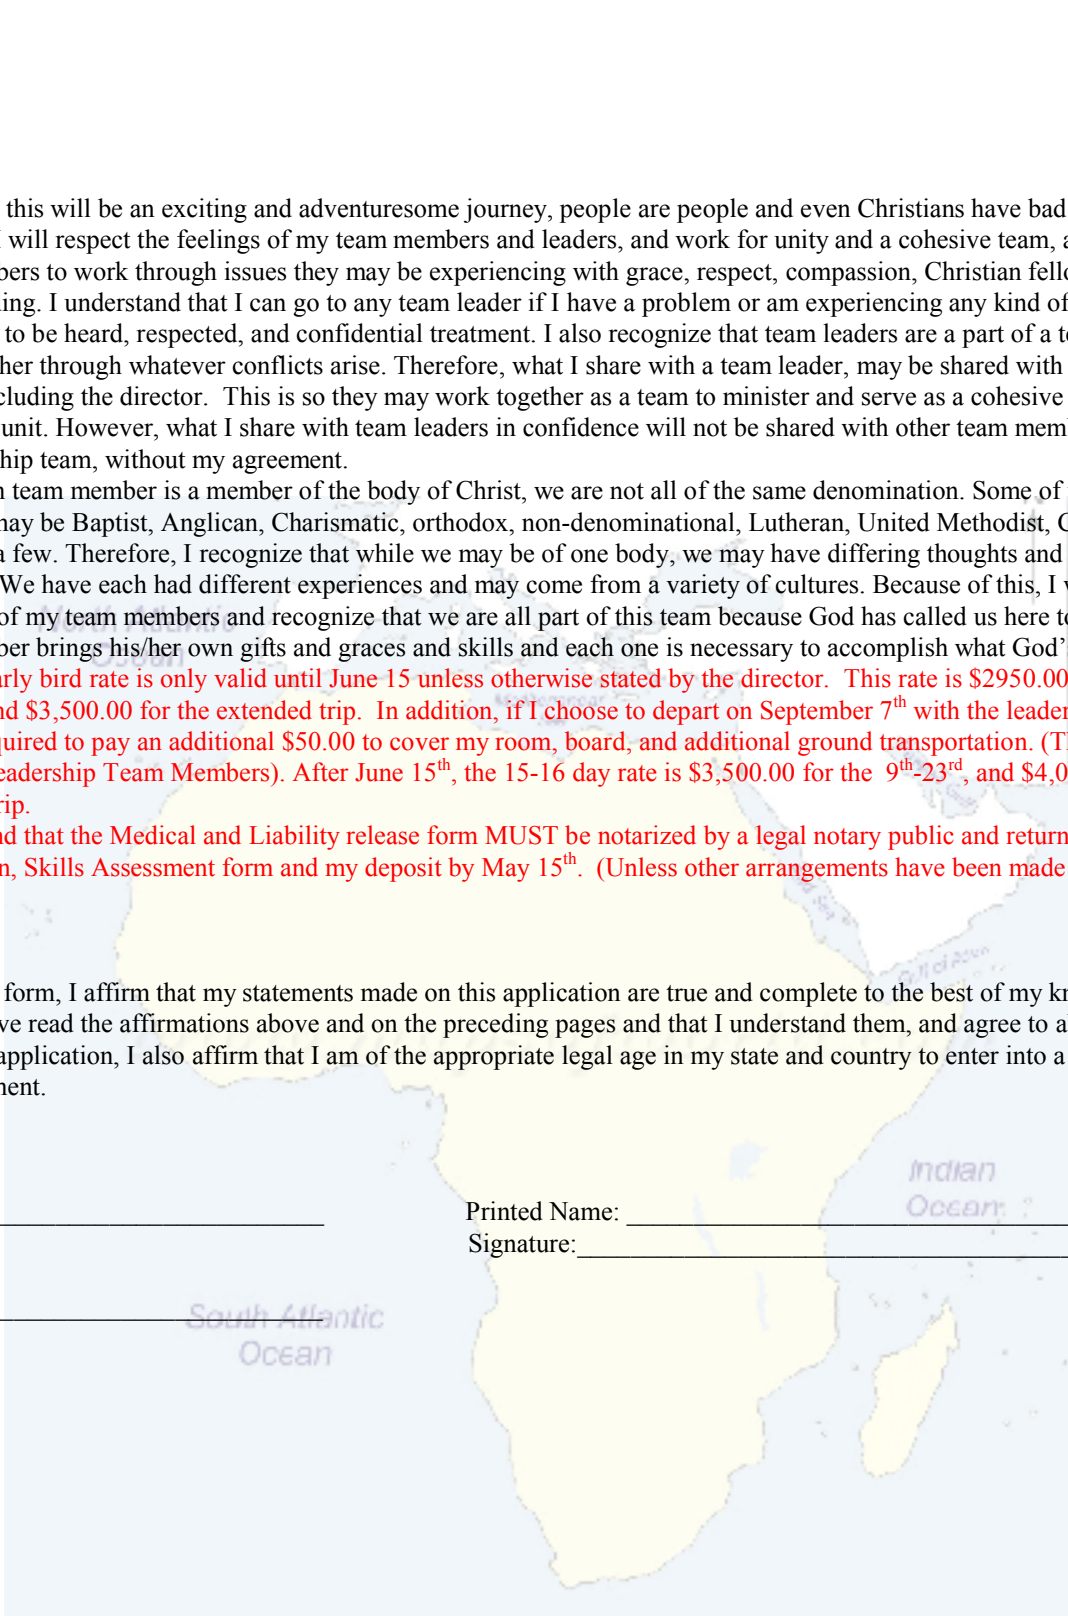 this will be an exciting and adventuresome journey, people are people and even Christians have bad
I will respect the feelings of my team members and leaders, and work for unity and a cohesive team, a
bers to work through issues they may be experiencing with grace, respect, compassion, Christian fello
ing. I understand that I can go to any team leader if I have a problem or am experiencing any kind of
to be heard, respected, and confidential treatment. I also recognize that team leaders are a part of a te
her through whatever conflicts arise. Therefore, what I share with a team leader, may be shared with
cluding the director.  This is so they may work together as a team to minister and serve as a cohesive
unit. However, what I share with team leaders in confidence will not be shared with other team mem
hip team, without my agreement.
n team member is a member of the body of Christ, we are not all of the same denomination. Some of
may be Baptist, Anglican, Charismatic, orthodox, non-denominational, Lutheran, United Methodist, C
a few. Therefore, I recognize that while we may be of one body, we may have differing thoughts and
We have each had different experiences and may come from a variety of cultures. Because of this, I w
of my team members and recognize that we are all part of this team because God has called us here to
North Atlantic
ber brings his/her own gifts and graces and skills and each one is necessary to accomplish what God'
Ocean
arly bird rate is only valid until June 15 unless otherwise stated by the director.  This rate is $2950.00
nd $3,500.00 for the extended trip.  In addition, if I choose to depart on September 7th with the leader
quired to pay an additional $50.00 to cover my room, board, and additional ground transportation. (Th
eadership Team Members). After June 15th, the 15-16 day rate is $3,500.00 for the  9th-23rd, and $4,0
rip.
nd that the Medical and Liability release form MUST be notarized by a legal notary public and return
n, Skills Assessment form and my deposit by May 15th.  (Unless other arrangements have been made
Gulf of Aden
form, I affirm that my statements made on this application are true and complete to the best of my kn
ve read the affirmations above and on the preceding pages and that I understand them, and agree to a
application, I also affirm that I am of the appropriate legal age in my state and country to enter into a
nent.
Indian
Ocean
Printed Name:
Signature:
South Atlantic
Ocean